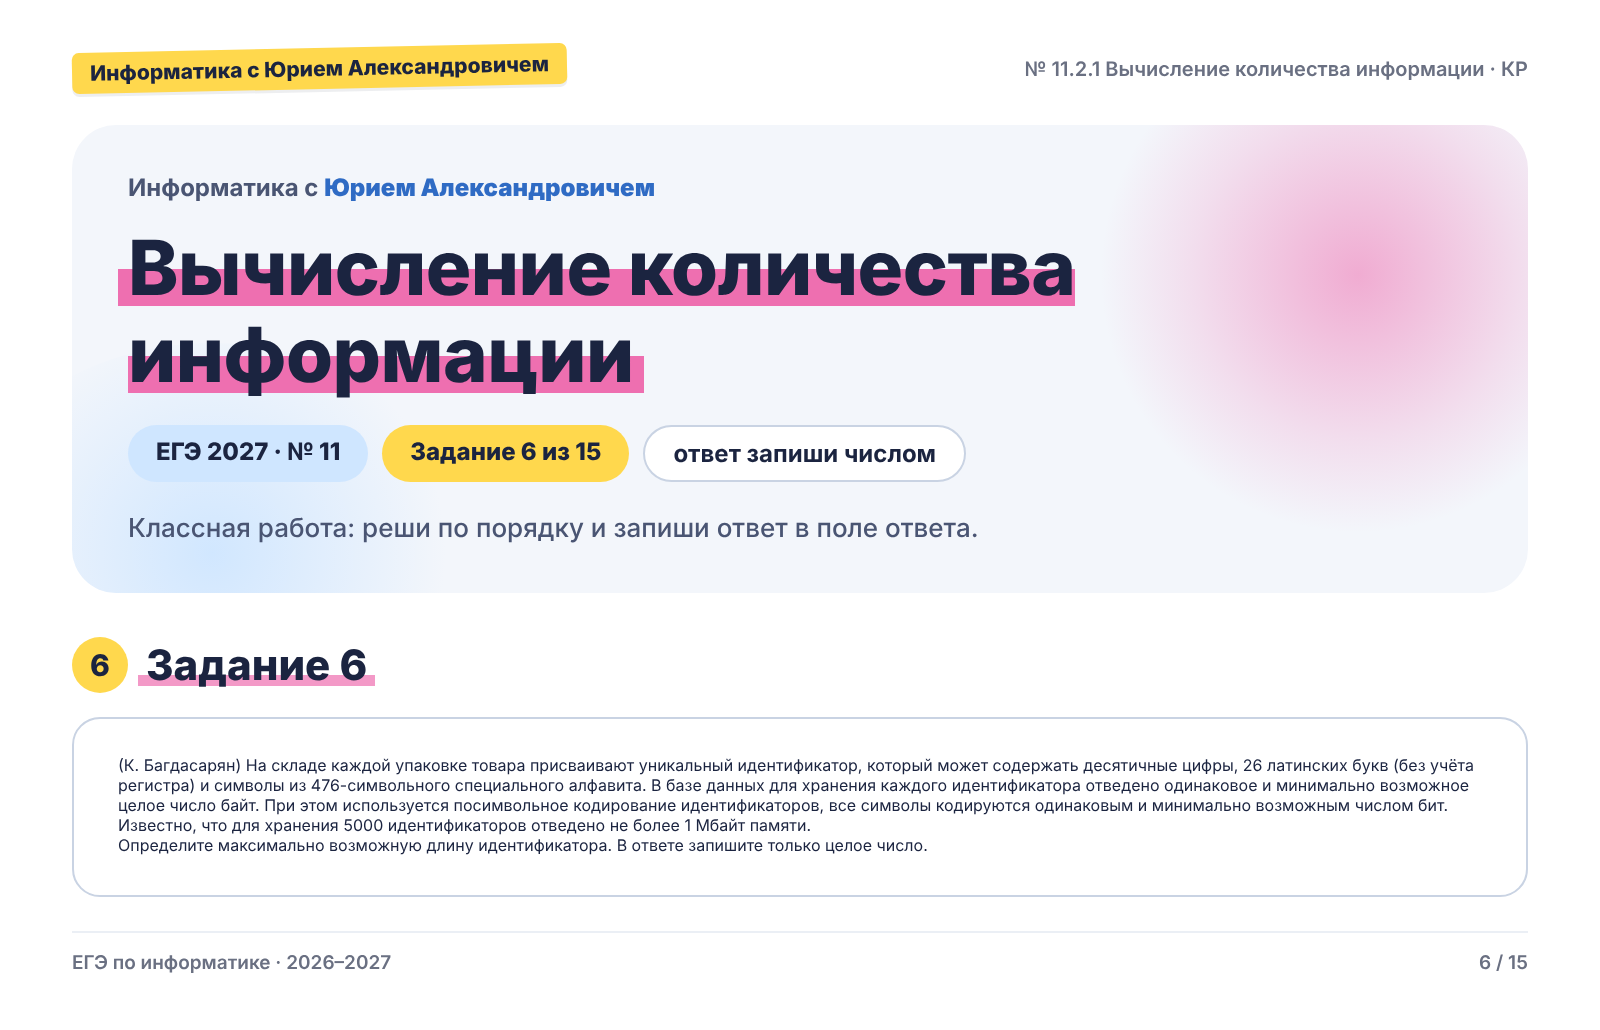 Информатика с Юрием Александровичем
№ 11.2.1 Вычисление количества информации · КР
Информатика с Юрием Александровичем
Вычисление количества
информации
ЕГЭ 2027 · № 11
Задание 6 из 15
ответ запиши числом
Классная работа: реши по порядку и запиши ответ в поле ответа.
6
Задание 6
(К. Багдасарян) На складе каждой упаковке товара присваивают уникальный идентификатор, который может содержать десятичные цифры, 26 латинских букв (без учёта
регистра) и символы из 476-символьного специального алфавита. В базе данных для хранения каждого идентификатора отведено одинаковое и минимально возможное
целое число байт. При этом используется посимвольное кодирование идентификаторов, все символы кодируются одинаковым и минимально возможным числом бит.
Известно, что для хранения 5000 идентификаторов отведено не более 1 Мбайт памяти.
Определите максимально возможную длину идентификатора. В ответе запишите только целое число.
ЕГЭ по информатике · 2026–2027
6 / 15